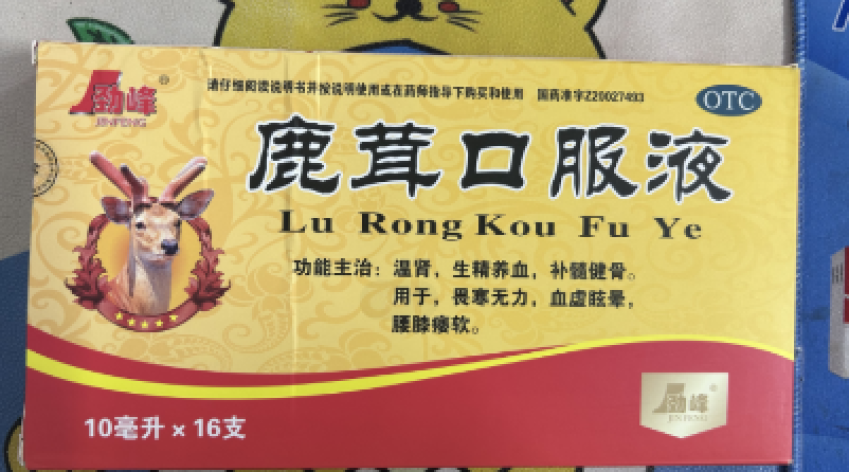 劲峰®
JINFENG
请仔细阅读说明书并按说明使用或在药师指导下购买和使用 国药准字Z20027493
OTC
鹿茸口服液
Lu Rong Kou Fu Ye
功能主治：温肾，生精养血，补髓健骨。
用于，畏寒无力，血虚眩晕，
腰膝痿软。
10毫升×16支
劲峰®
JINFENG